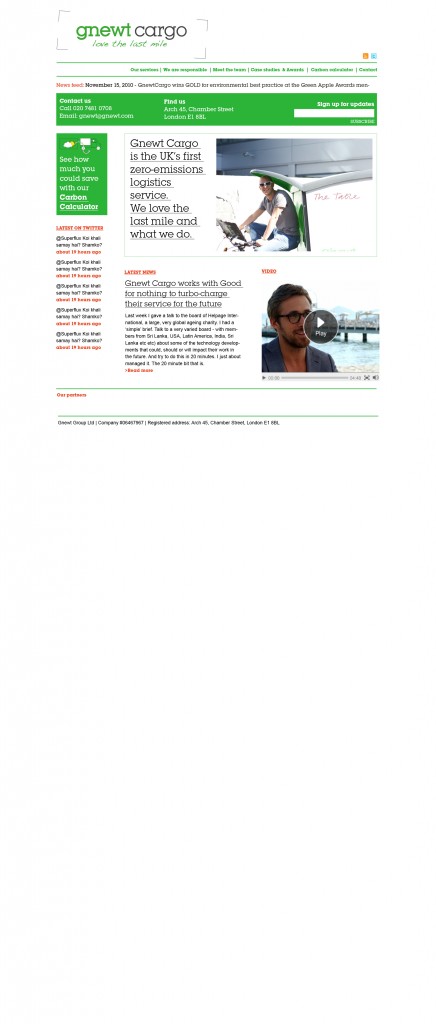 gnewt cargo
love the last mile
Our services | We are responsible | Meet the team | Case studies & Awards | Carbon calculator | Contact
News feed: November 15, 2010 - GnewtCargo wins GOLD for environmental best practice at the Green Apple Awards men-
Contact us
Call 020 7481 0708
Email: gnewt@gnewt.com
Find us
Arch 45, Chamber Street
London E1 8BL
Sign up for updates
SUBSCRIBE
See how
much you
could save
with our
Carbon
Calculator
Gnewt Cargo
is the UK's first
zero-emissions
logistics
service.
We love the
last mile and
what we do.
The Table
LATEST ON TWITTER
@Superflux Koi khali
samay hai? Shamko?
about 19 hours ago
@Superflux Koi khali
samay hai? Shamko?
about 19 hours ago
@Superflux Koi khali
samay hai? Shamko?
about 19 hours ago
@Superflux Koi khali
samay hai? Shamko?
about 19 hours ago
@Superflux Koi khali
samay hai? Shamko?
about 19 hours ago
LATEST NEWS
Gnewt Cargo works with Good
for nothing to turbo-charge
their service for the future
Last week I gave a talk to the board of Helpage Inter-
national, a large, very global ageing charity. I had a
'simple' brief. Talk to a very varied board - with mem-
bers from Sri Lanka, USA, Latin America, India, Sri
Lanka etc etc) about some of the technology develop-
ments that could, should or will impact their work in
the future. And try to do this in 20 minutes. I just about
managed it. The 20 minute bit that is.
+Read more
VIDEO
Play
00:00
24:49
Our partners
Gnewt Group Ltd | Company #06487967 | Registered address: Arch 45, Chamber Street, London E1 8BL